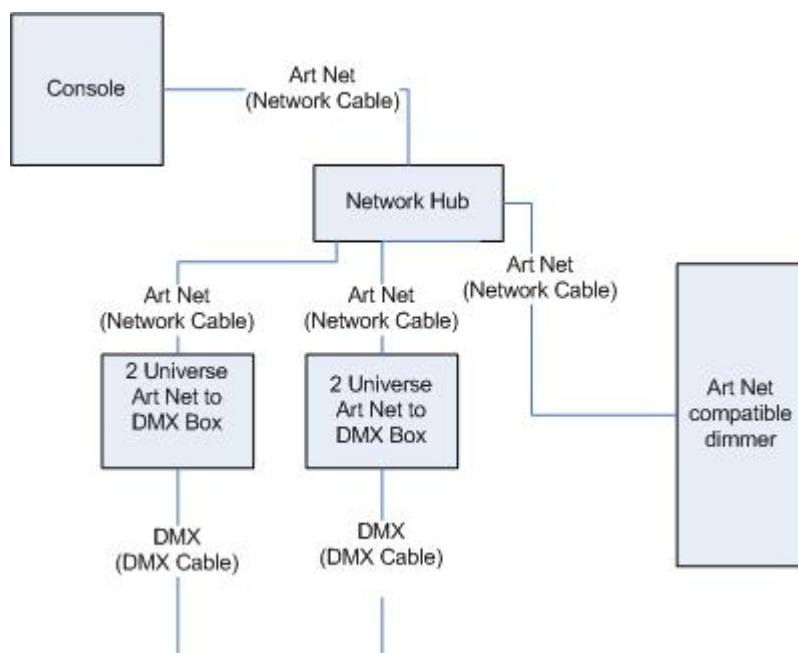 Console
Art Net
(Network Cable)
Network Hub
Art Net
(Network Cable)
Art Net
(Network Cable)
Art Net
(Network Cable)
2 Universe
Art Net to
DMX Box
2 Universe
Art Net to
DMX Box
Art Net
compatible
dimmer
DMX
(DMX Cable)
DMX
(DMX Cable)